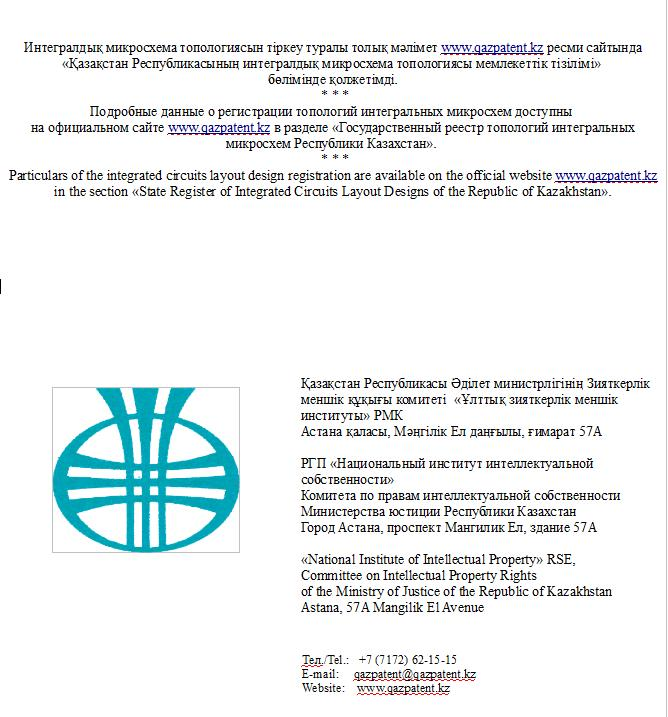 Интегралдық микросхема топологиясын тіркеу туралы толық мәлімет www.qazpatent.kz ресми сайтында
«Қазақстан Республикасының интегралдық микросхема топологиясы мемлекеттік тізілімі»
бөлімінде қолжетімді.
* * *
Подробные данные о регистрации топологий интегральных микросхем доступны
на официальном сайте www.qazpatent.kz в разделе «Государственный реестр топологий интегральных
микросхем Республики Казахстан».
* * *
Particulars of the integrated circuits layout design registration are available on the official website www.qazpatent.kz
in the section «State Register of Integrated Circuits Layout Designs of the Republic of Kazakhstan».
Қазақстан Республикасы Әділет министрлігінің Зияткерлік
меншік құқығы комитеті «Ұлттық зияткерлік меншік
институты» РМК
Астана қаласы, Мәңгілік Ел даңғылы, ғимарат 57А
РГП «Национальный институт интеллектуальной
собственности»
Комитета по правам интеллектуальной собственности
Министерства юстиции Республики Казахстан
Город Астана, проспект Мангилик Ел, здание 57А
«National Institute of Intellectual Property» RSE,
Committee on Intellectual Property Rights
of the Ministry of Justice of the Republic of Kazakhstan
Astana, 57A Mangilik El Avenue
Тел./Tel.: +7 (7172) 62-15-15
E-mail: qazpatent@qazpatent.kz
Website: www.qazpatent.kz